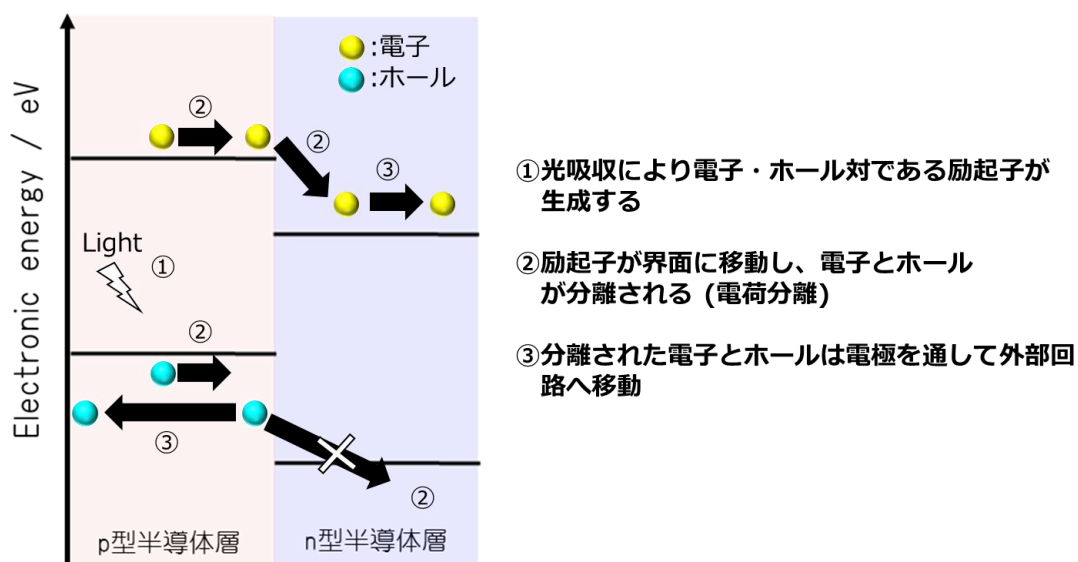 Electronic energy / eV
:電子
:ホール
②
②
③
Light
①
②
③
②
p型半導体層
n型半導体層
①光吸収により電子・ホール対である励起子が
生成する
②励起子が界面に移動し、電子とホール
が分離される (電荷分離)
③分離された電子とホールは電極を通して外部回
路へ移動